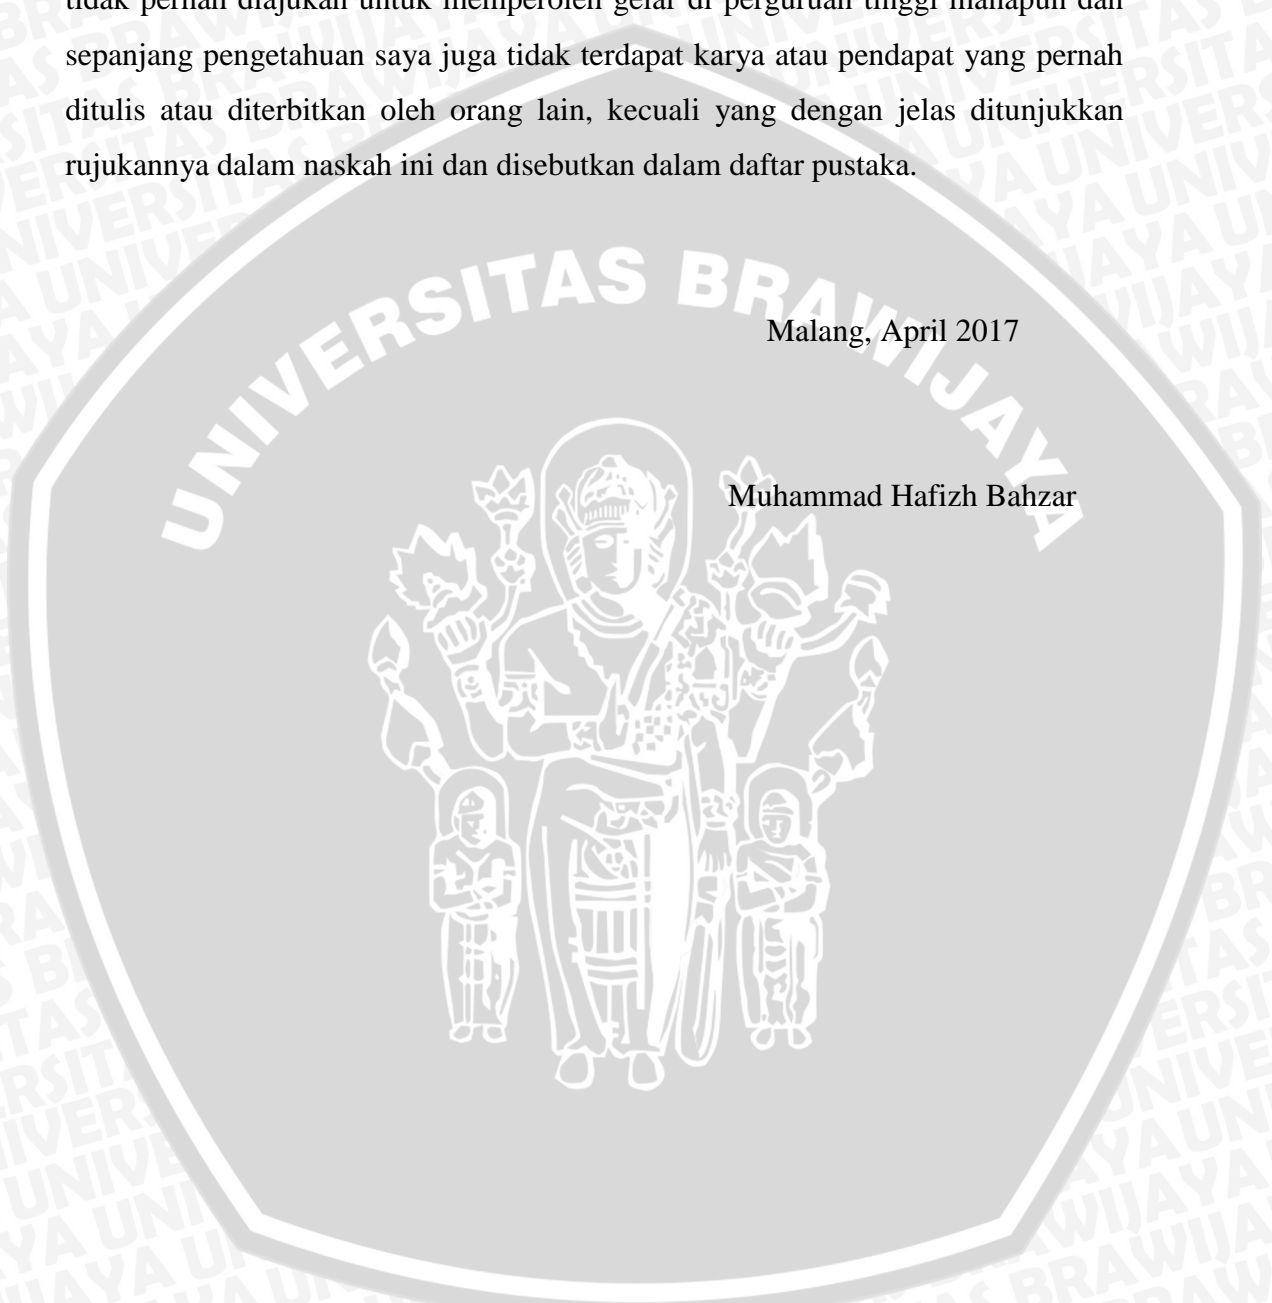 tidak pernah diajukan untuk memperoleh gelar di perguruan tinggi manapun dan
sepanjang pengetahuan saya juga tidak terdapat karya atau pendapat yang pernah
ditulis atau diterbitkan oleh orang lain, kecuali yang dengan jelas ditunjukkan
rujukannya dalam naskah ini dan disebutkan dalam daftar pustaka.
UNIVERSITAS BRAWIJAYA
Malang, April 2017
Muhammad Hafizh Bahzar